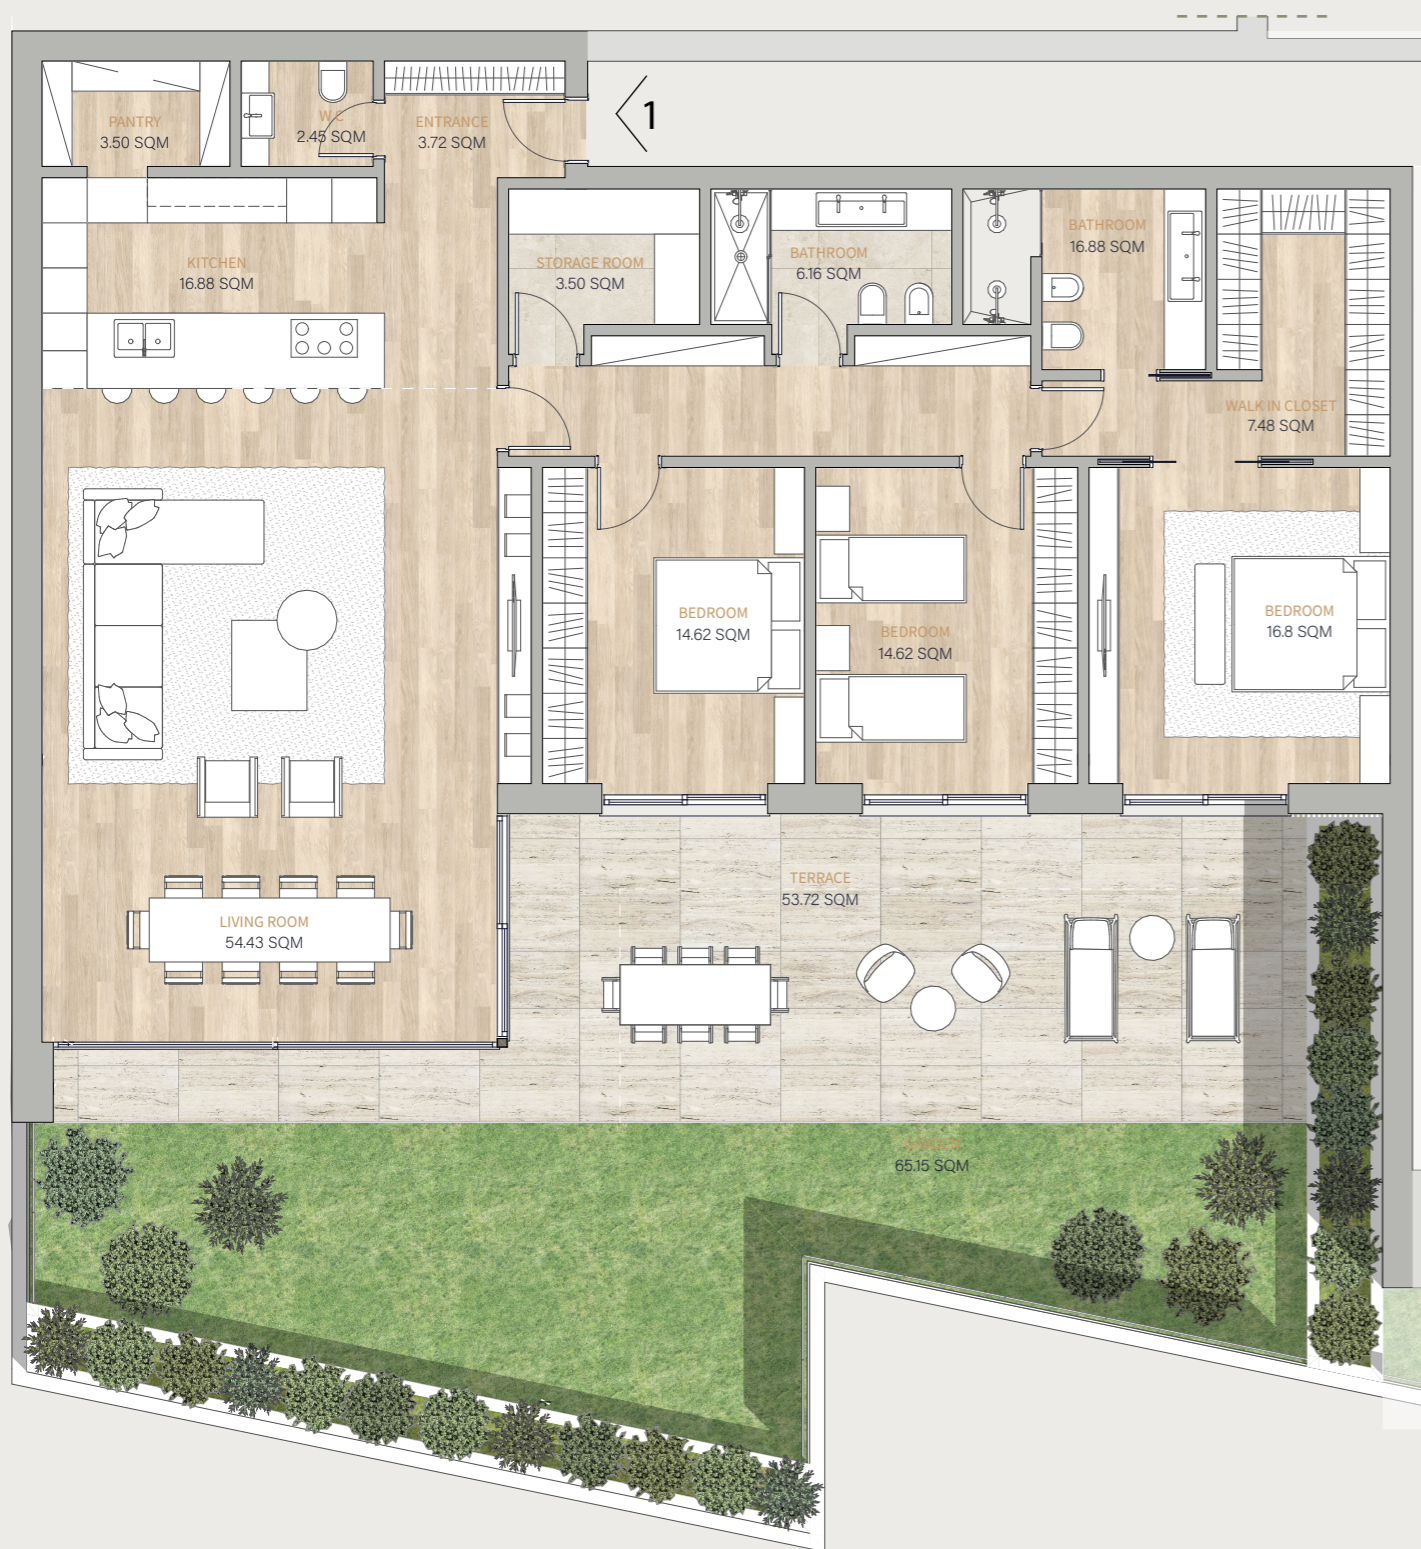 1
PANTRY
3.50 SQM
W.C
2.45 SQM
ENTRANCE
3.72 SQM
KITCHEN
16.88 SQM
STORAGE ROOM
3.50 SQM
BATHROOM
6.16 SQM
BATHROOM
16.88 SQM
WALK IN CLOSET
7.48 SQM
BEDROOM
14.62 SQM
BEDROOM
14.62 SQM
BEDROOM
16.8 SQM
TERRACE
53.72 SQM
LIVING ROOM
54.43 SQM
65.15 SQM